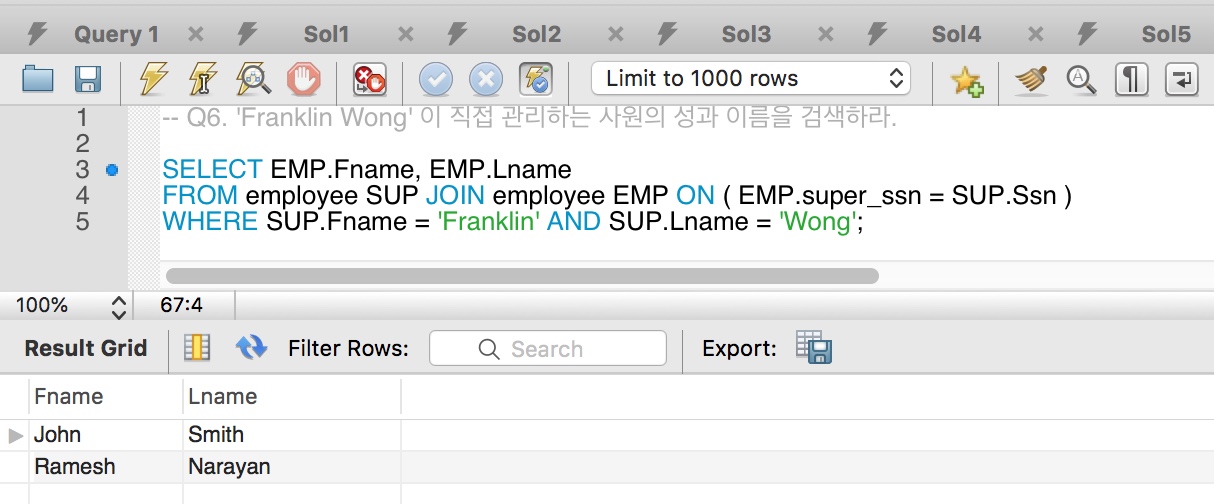 Query 1 Sol1 Sol2 Sol3 Sol4 Sol5
Limit to 1000 rows
1 -- Q6. 'Franklin Wong' 이 직접 관리하는 사원의 성과 이름을 검색하라.
2
3 SELECT EMP.Fname, EMP.Lname
4 FROM employee SUP JOIN employee EMP ON ( EMP.super_ssn = SUP.Ssn )
5 WHERE SUP.Fname = 'Franklin' AND SUP.Lname = 'Wong';
100% 67:4
Result Grid Filter Rows: Search Export:
Fname Lname
John Smith
Ramesh Narayan